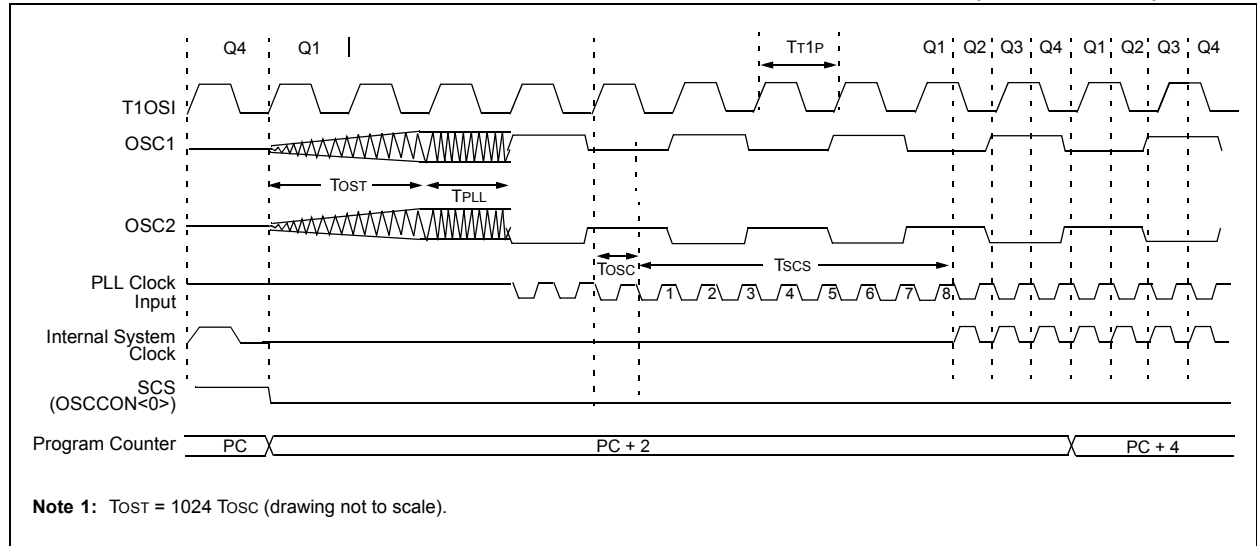 Q4 Q1 TT1P Q1 Q2 Q3 Q4 Q1 Q2 Q3 Q4
T1OSI
OSC1
TOST TPLL
OSC2
TOSC TSCS
PLL Clock
Input
1 2 3 4 5 6 7 8
Internal System
Clock
SCS
(OSCCON<0>)
Program Counter PC PC + 2 PC + 4
Note 1: TOST = 1024 TOSC (drawing not to scale).